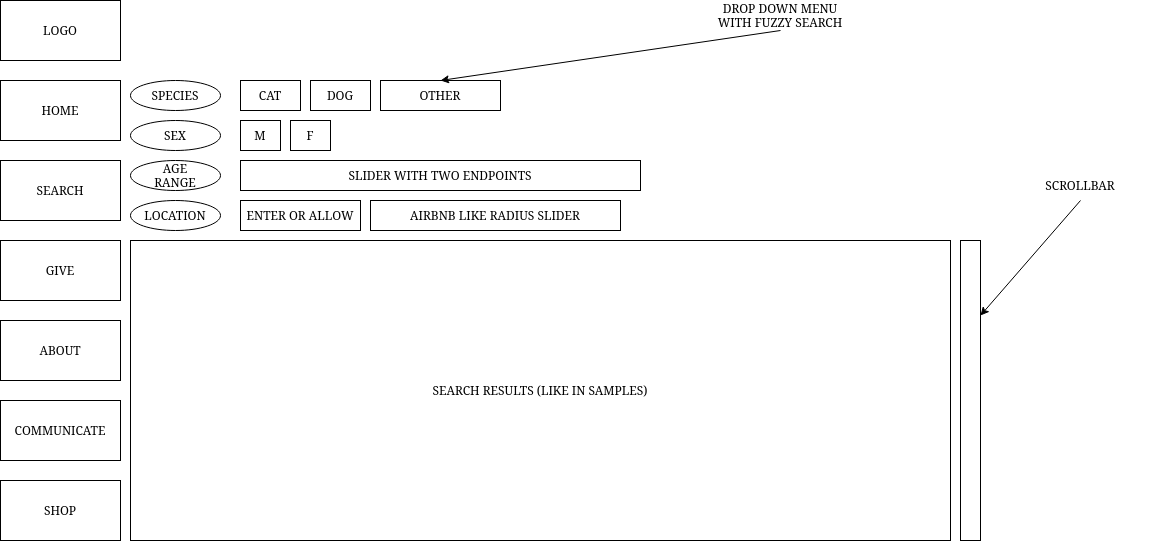 DROP DOWN MENU
WITH FUZZY SEARCH
LOGO
HOME
SPECIES
CAT
DOG
OTHER
SEX
M
F
SEARCH
AGE
RANGE
SLIDER WITH TWO ENDPOINTS
SCROLLBAR
LOCATION
ENTER OR ALLOW
AIRBNB LIKE RADIUS SLIDER
GIVE
ABOUT
SEARCH RESULTS (LIKE IN SAMPLES)
COMMUNICATE
SHOP